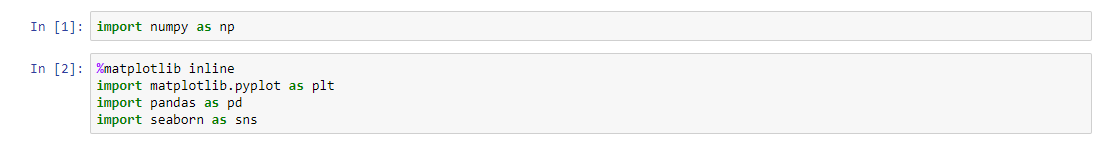 In [1]: import numpy as np
In [2]: %matplotlib inline
import matplotlib.pyplot as plt
import pandas as pd
import seaborn as sns